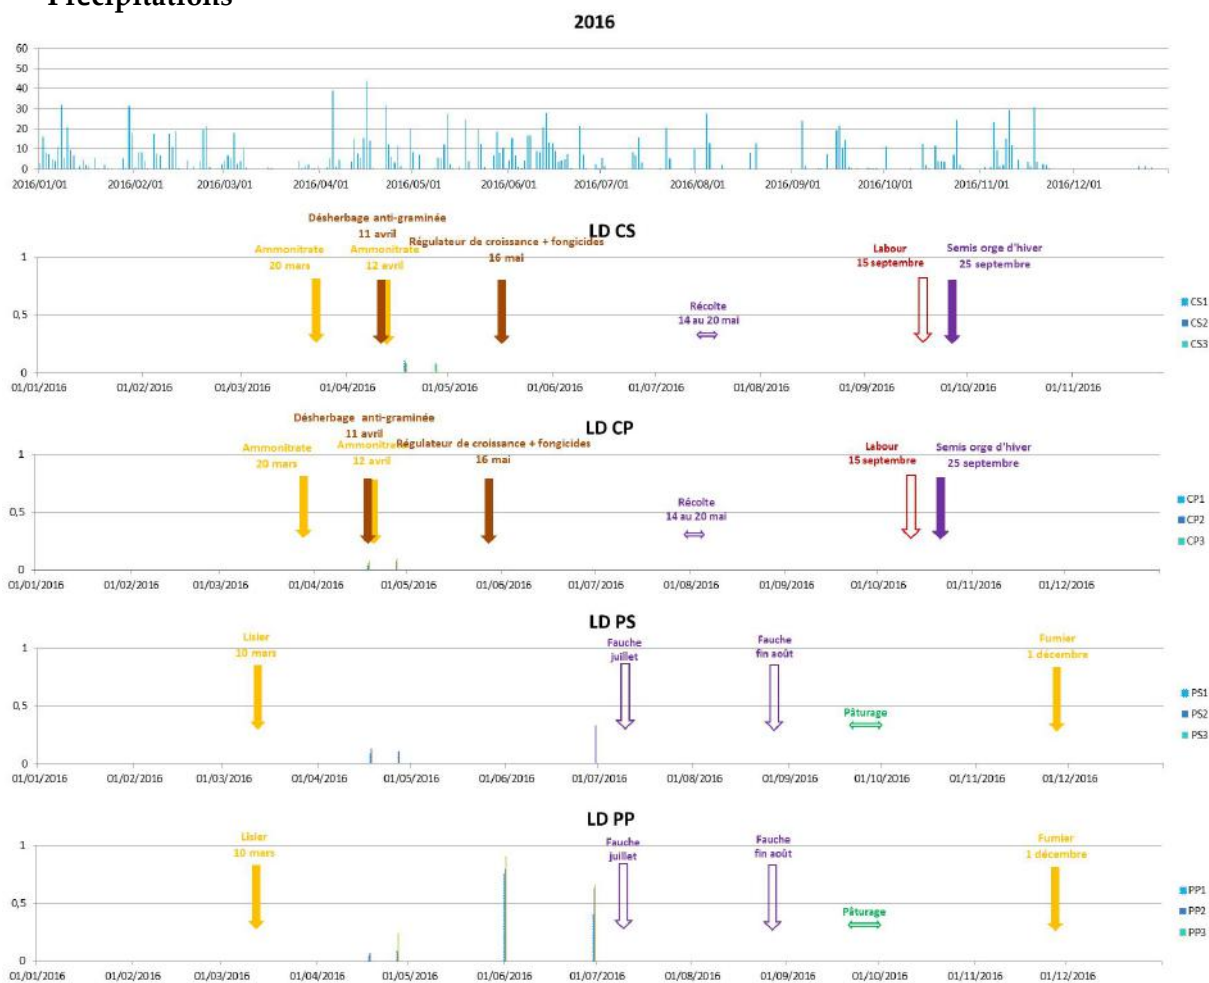 Précipitations
2016
60
50
40
30
20
10
0
2016/01/01 2016/02/01 2016/03/01 2016/04/01 2016/05/01 2016/06/01 2016/07/01 2016/08/01 2016/09/01 2016/10/01 2016/11/01 2016/12/01
LD CS
Désherbage anti-graminée
11 avril
Ammonitrate
20 mars
Ammonitrate
12 avril
Régulateur de croissance + fongicides
16 mai
Récolte
14 au 20 mai
Labour
15 septembre
Semis orge d'hiver
25 septembre
1
0,5
0
CS1
CS2
CS3
01/01/2016 01/02/2016 01/03/2016 01/04/2016 01/05/2016 01/06/2016 01/07/2016 01/08/2016 01/09/2016 01/10/2016 01/11/2016
LD CP
Désherbage anti-graminée
11 avril
Ammonitrate
20 mars
Ammonitrate
12 avril
Régulateur de croissance + fongicides
16 mai
Récolte
14 au 20 mai
Labour
15 septembre
Semis orge d'hiver
25 septembre
1
0,5
0
CP1
CP2
CP3
01/01/2016 01/02/2016 01/03/2016 01/04/2016 01/05/2016 01/06/2016 01/07/2016 01/08/2016 01/09/2016 01/10/2016 01/11/2016 01/12/2016
LD PS
Lisier
10 mars
Fauche
juillet
Fauche
fin août
Pâturage
Fumier
1 décembre
1
0,5
0
PS1
PS2
PS3
01/01/2016 01/02/2016 01/03/2016 01/04/2016 01/05/2016 01/06/2016 01/07/2016 01/08/2016 01/09/2016 01/10/2016 01/11/2016 01/12/2016
LD PP
Lisier
10 mars
Fauche
juillet
Fauche
fin août
Pâturage
Fumier
1 décembre
1
0,5
0
PP1
PP2
PP3
01/01/2016 01/02/2016 01/03/2016 01/04/2016 01/05/2016 01/06/2016 01/07/2016 01/08/2016 01/09/2016 01/10/2016 01/11/2016 01/12/2016